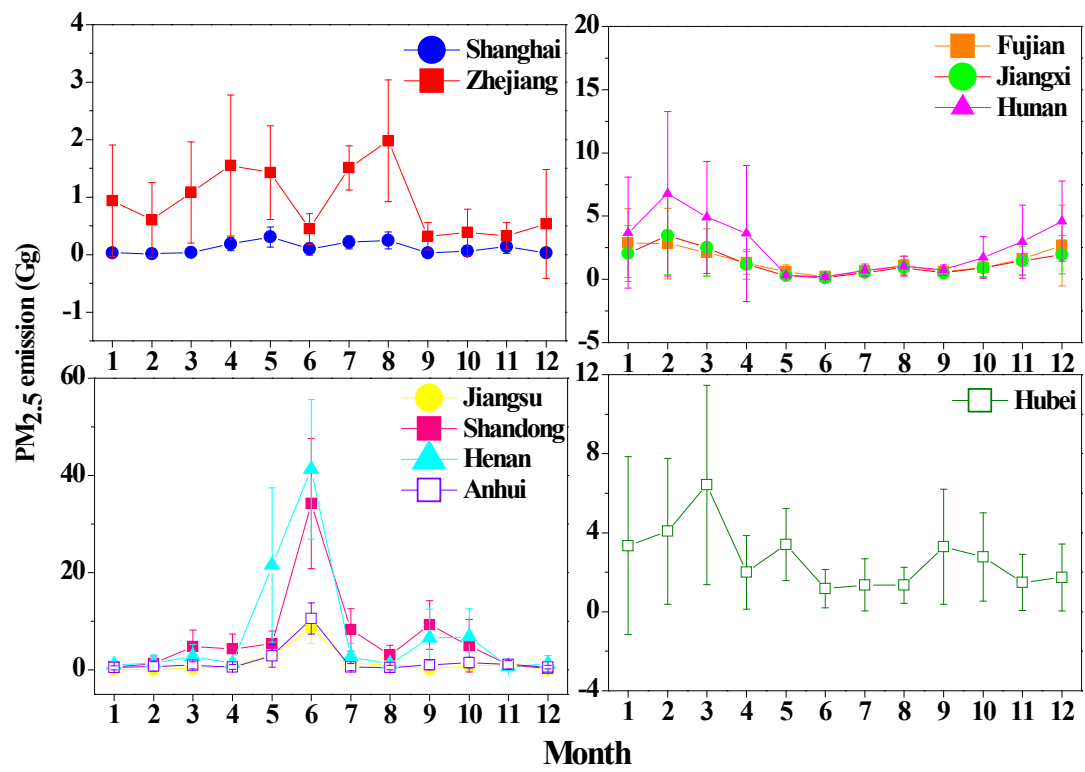 PM2.5 emission (Gg)
4
3
2
1
0
-1
Shanghai
Zhejiang
1 2 3 4 5 6 7 8 9 10 11 12
20
15
10
5
0
-5
Fujian
Jiangxi
Hunan
1 2 3 4 5 6 7 8 9 10 11 12
60
40
20
0
Jiangsu
Shandong
Henan
Anhui
1 2 3 4 5 6 7 8 9 10 11 12
12
8
4
0
-4
Hubei
1 2 3 4 5 6 7 8 9 10 11 12
Month